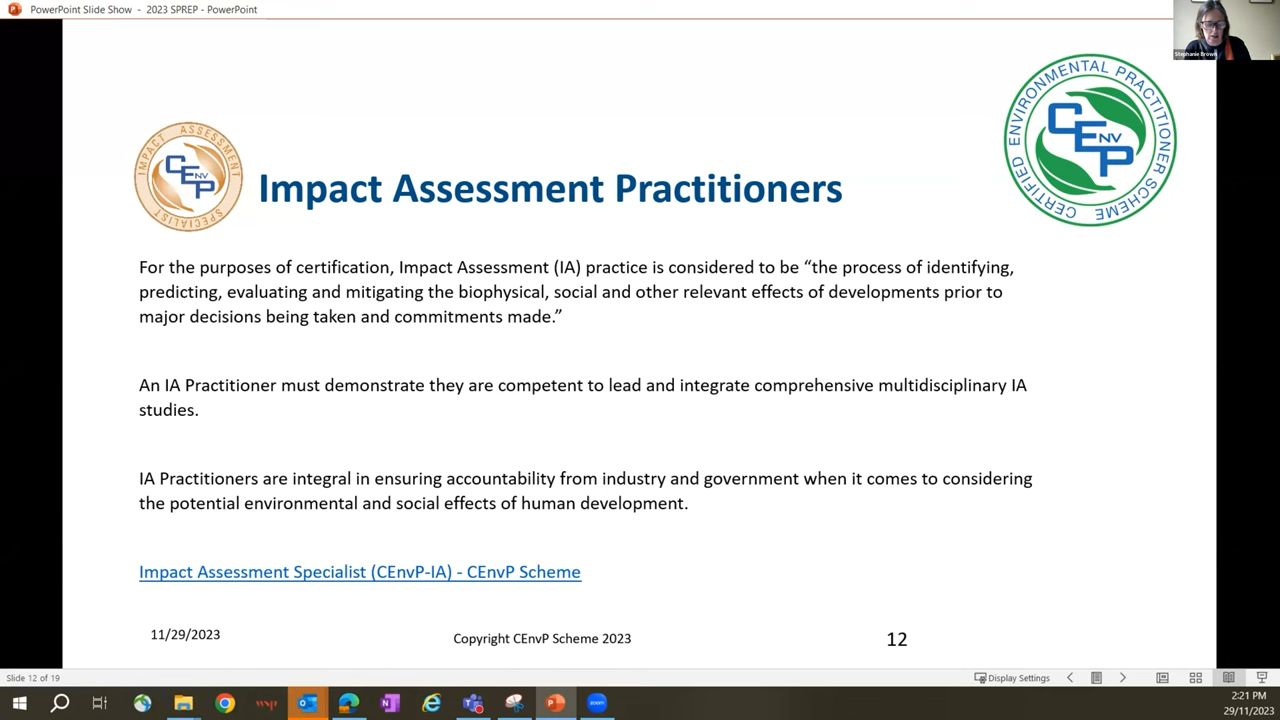 PowerPoint Slide Show - 2023 SPREP - PowerPoint
Stephanie Brown
IMPACT ASSESSMENT SPECIALIST
CENVP
Impact Assessment Practitioners
CERTIFIED ENVIRONMENTAL PRACTITIONER SCHEME
CENVP
For the purposes of certification, Impact Assessment (IA) practice is considered to be “the process of identifying,
predicting, evaluating and mitigating the biophysical, social and other relevant effects of developments prior to
major decisions being taken and commitments made.”
An IA Practitioner must demonstrate they are competent to lead and integrate comprehensive multidisciplinary IA
studies.
IA Practitioners are integral in ensuring accountability from industry and government when it comes to considering
the potential environmental and social effects of human development.
Impact Assessment Specialist (CEnvP-IA) - CEnvP Scheme
11/29/2023
Copyright CEnvP Scheme 2023
12
Slide 12 of 19
Display Settings
wsp
zoom
2:21 PM
29/11/2023